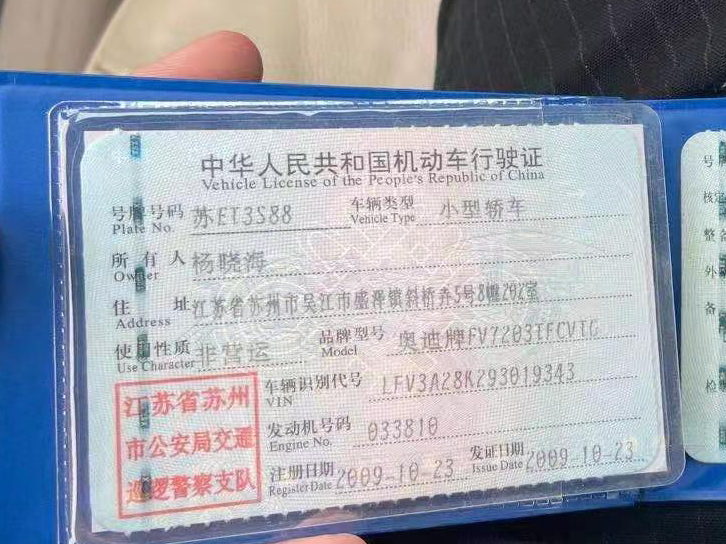 中华人民共和国机动车行驶证
Vehicle License of the People's Republic of China
号牌号码 Plate No. 苏ET3S88 车辆类型 Vehicle Type 小型轿车
所有人 Owner 杨晓海
住址 Address 江苏省苏州市吴江市盛泽镇斜桥弄5号8幢202室
使用性质 Use Character 非营运 品牌型号 Model 奥迪牌FV7203TFCVTG
江苏省苏州
市公安局交通
巡逻警察支队
车辆识别代号 VIN LFV3A28K293019343
发动机号码 Engine No. 033810
注册日期 Register Date 2009-10-23 发证日期 Issue Date 2009-10-23
号
核定
整
外
备
检